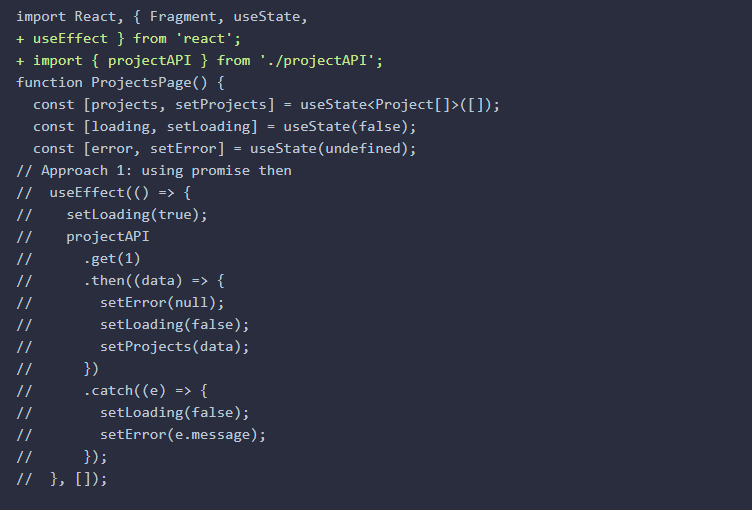 import React, { Fragment, useState,
+ useEffect } from 'react';
+ import { projectAPI } from './projectAPI';
function ProjectsPage() {
  const [projects, setProjects] = useState<Project[]>([]);
  const [loading, setLoading] = useState(false);
  const [error, setError] = useState(undefined);
// Approach 1: using promise then
//  useEffect(() => {
//    setLoading(true);
//    projectAPI
//      .get(1)
//      .then((data) => {
//        setError(null);
//        setLoading(false);
//        setProjects(data);
//      })
//      .catch((e) => {
//        setLoading(false);
//        setError(e.message);
//      });
//  }, []);